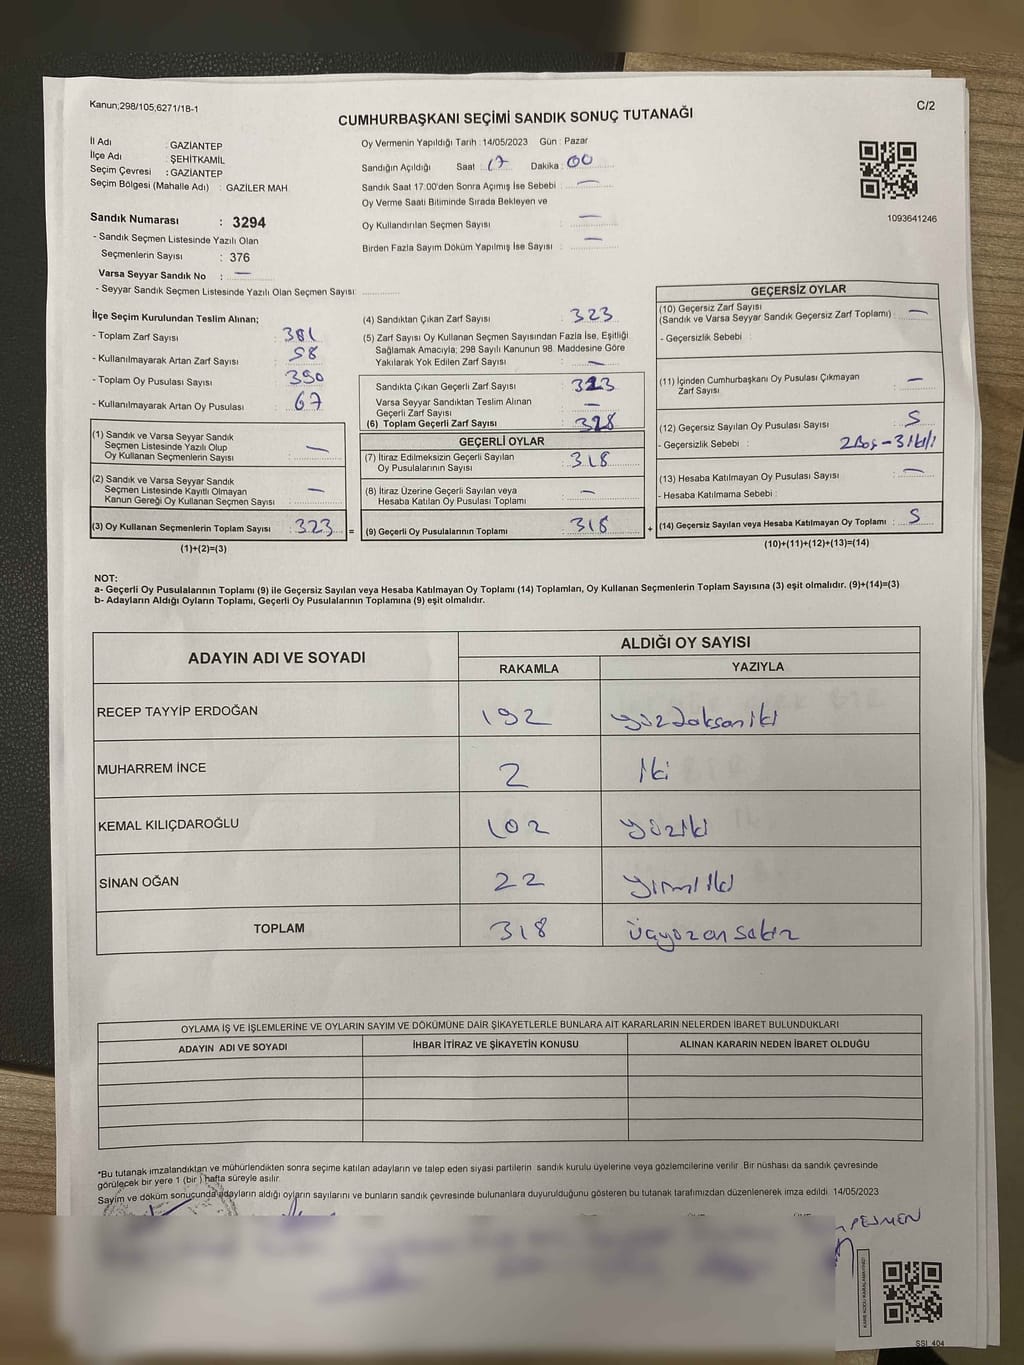 Kanun;298/105,6271/18-1
C/2
CUMHURBAŞKANI SEÇİMİ SANDIK SONUÇ TUTANAĞI
İl Adı : GAZİANTEP
İlçe Adı : ŞEHİTKAMİL
Seçim Çevresi : GAZİANTEP
Seçim Bölgesi (Mahalle Adı) : GAZİLER MAH
Oy Vermenin Yapıldığı Tarih : 14/05/2023 Gün : Pazar
Sandığın Açıldığı Saat : 17 Dakika : 00
Sandık Saat 17:00'den Sonra Açımış İse Sebebi : —
Oy Verme Saati Bitiminde Sırada Bekleyen ve
Oy Kullandırılan Seçmen Sayısı : —
Birden Fazla Sayım Döküm Yapılmış İse Sayısı : —
1093641246
Sandık Numarası : 3294
- Sandık Seçmen Listesinde Yazılı Olan
Seçmenlerin Sayısı : 376
Varsa Seyyar Sandık No : —
- Seyyar Sandık Seçmen Listesinde Yazılı Olan Seçmen Sayısı:
İlçe Seçim Kurulundan Teslim Alınan;
- Toplam Zarf Sayısı : 381
- Kullanılmayarak Artan Zarf Sayısı : 58
- Toplam Oy Pusulası Sayısı : 390
- Kullanılmayarak Artan Oy Pusulası : 67
(1) Sandık ve Varsa Seyyar Sandık
Seçmen Listesinde Yazılı Olup
Oy Kullanan Seçmenlerin Sayısı : —
(2) Sandık ve Varsa Seyyar Sandık
Seçmen Listesinde Kayıtlı Olmayan
Kanun Gereği Oy Kullanan Seçmen Sayısı : —
(3) Oy Kullanan Seçmenlerin Toplam Sayısı : 323 =
(1)+(2)=(3)
(4) Sandıktan Çıkan Zarf Sayısı : 323
(5) Zarf Sayısı Oy Kullanan Seçmen Sayısından Fazla İse, Eşitliği
Sağlamak Amacıyla; 298 Sayılı Kanunun 98. Maddesine Göre
Yakılarak Yok Edilen Zarf Sayısı : —
Sandıkta Çıkan Geçerli Zarf Sayısı : 323
Varsa Seyyar Sandıktan Teslim Alınan
Geçerli Zarf Sayısı : —
(6) Toplam Geçerli Zarf Sayısı : 328
GEÇERLİ OYLAR
(7) İtiraz Edilmeksizin Geçerli Sayılan
Oy Pusulalarının Sayısı : 318
(8) İtiraz Üzerine Geçerli Sayılan veya
Hesaba Katılan Oy Pusulası Toplamı : —
(9) Geçerli Oy Pusulalarının Toplamı : 318 +
GEÇERSİZ OYLAR
(10) Geçersiz Zarf Sayısı
(Sandık ve Varsa Seyyar Sandık Geçersiz Zarf Toplamı) : —
- Geçersizlik Sebebi :
(11) İçinden Cumhurbaşkanı Oy Pusulası Çıkmayan
Zarf Sayısı : —
(12) Geçersiz Sayılan Oy Pusulası Sayısı : 5
- Geçersizlik Sebebi : 2 Boş -
(13) Hesaba Katılmayan Oy Pusulası Sayısı : —
- Hesaba Katılmama Sebebi :
(14) Geçersiz Sayılan veya Hesaba Katılmayan Oy Toplamı : 5
(10)+(11)+(12)+(13)=(14)
NOT:
a- Geçerli Oy Pusulalarının Toplamı (9) ile Geçersiz Sayılan veya Hesaba Katılmayan Oy Toplamı (14) Toplamları, Oy Kullanan Seçmenlerin Toplam Sayısına (3) eşit olmalıdır. (9)+(14)=(3)
b- Adayların Aldığı Oyların Toplamı, Geçerli Oy Pusulalarının Toplamına (9) eşit olmalıdır.
ADAYIN ADI VE SOYADI
ALDIĞI OY SAYISI
RAKAMLA YAZIYLA
RECEP TAYYİP ERDOĞAN 192 yüzdoksaniki
MUHARREM İNCE 2 iki
KEMAL KILIÇDAROĞLU 102 yüziki
SİNAN OĞAN 22 yirmiiki
TOPLAM 318 üçyüzonsekiz
OYLAMA İŞ VE İŞLEMLERİNE VE OYLARIN SAYIM VE DÖKÜMÜNE DAİR ŞİKAYETLERLE BUNLARA AİT KARARLARIN NELERDEN İBARET BULUNDUKLARI
ADAYIN ADI VE SOYADI İHBAR İTİRAZ VE ŞİKAYETİN KONUSU ALINAN KARARIN NEDEN İBARET OLDUĞU
*Bu tutanak imzalandıktan ve mühürlendikten sonra seçime katılan adayların ve talep eden siyasi partilerin sandık kurulu üyelerine veya gözlemcilerine verilir. Bir nüshası da sandık çevresinde
görülecek bir yere 1 (bir ) hafta süreyle asılır.
Sayım ve döküm sonucunda adayların aldığı oyların sayılarını ve bunların sandık çevresinde bulunanlara duyurulduğunu gösteren bu tutanak tarafımızdan düzenlenerek imza edildi. 14/05/2023
KARE KODU KARALAMAYINIZ!
SSI_404